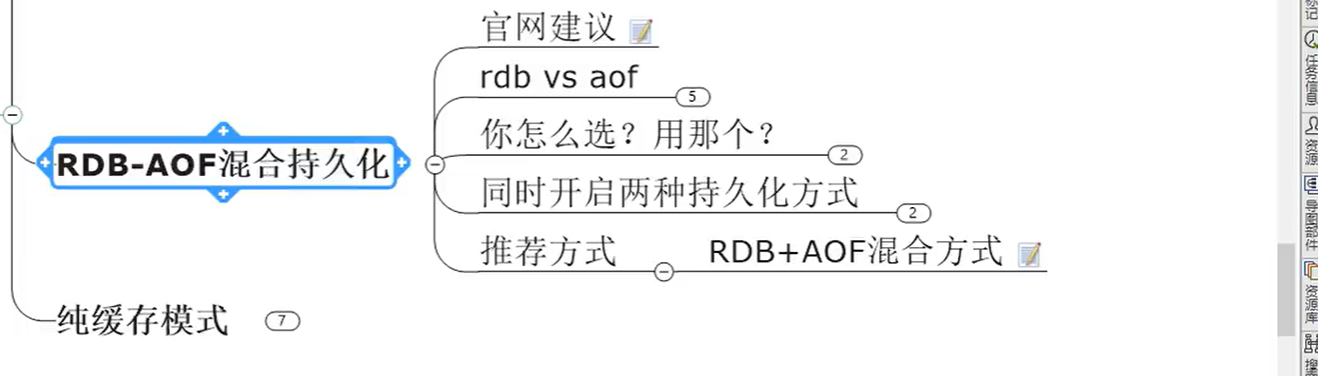 官网建议
rdb vs aof
5
你怎么选？用那个？
2
RDB-AOF混合持久化
同时开启两种持久化方式
2
推荐方式
RDB+AOF混合方式
纯缓存模式
7
标记
任务信息
资源
导图部件
资源库
搜